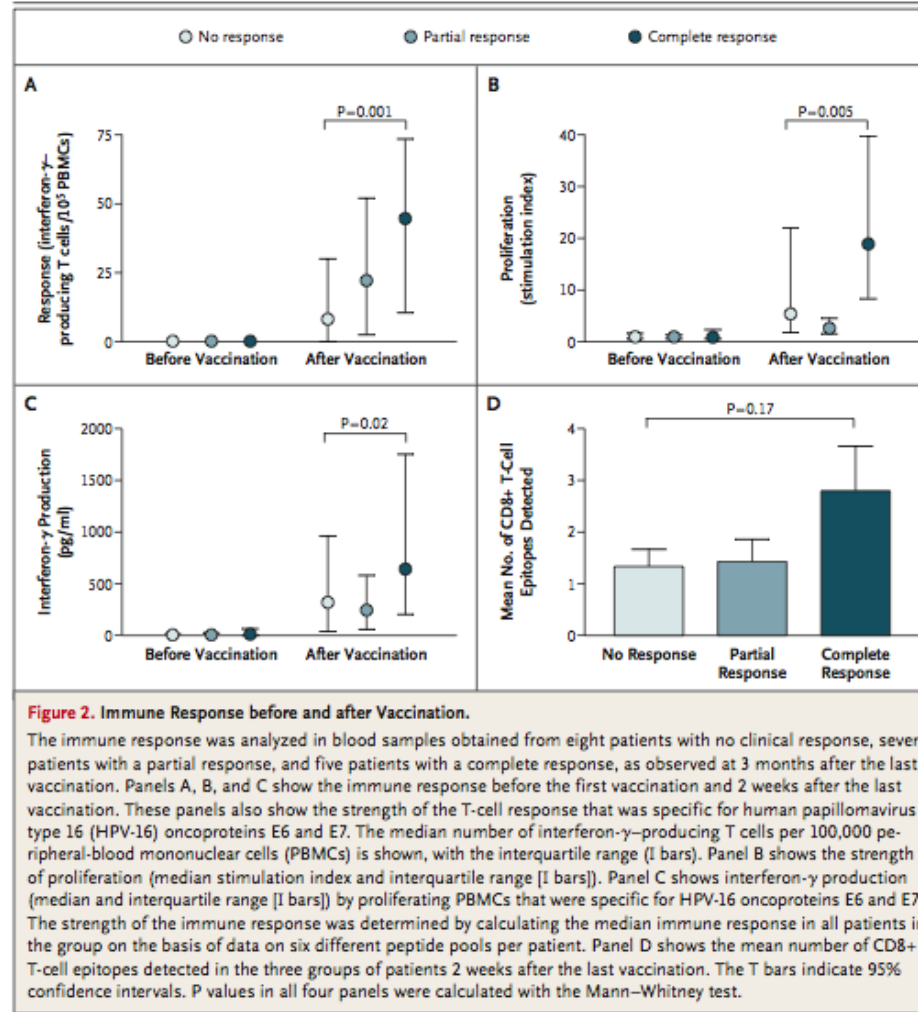 No response
Partial response
Complete response
A
P=0.001
Response (interferon-γ–
producing T cells/10⁵ PBMCs)
75
50
25
0
Before Vaccination
After Vaccination
B
P=0.005
Proliferation
(stimulation index)
40
30
20
10
0
Before Vaccination
After Vaccination
C
P=0.02
Interferon-γ Production
(pg/ml)
2000
1500
1000
500
0
Before Vaccination
After Vaccination
D
P=0.17
Mean No. of CD8+ T-Cell
Epitopes Detected
4
3
2
1
0
No Response
Partial
Response
Complete
Response
Figure 2. Immune Response before and after Vaccination.
The immune response was analyzed in blood samples obtained from eight patients with no clinical response, seven
patients with a partial response, and five patients with a complete response, as observed at 3 months after the last
vaccination. Panels A, B, and C show the immune response before the first vaccination and 2 weeks after the last
vaccination. These panels also show the strength of the T-cell response that was specific for human papillomavirus
type 16 (HPV-16) oncoproteins E6 and E7. The median number of interferon-γ–producing T cells per 100,000 pe-
ripheral-blood mononuclear cells (PBMCs) is shown, with the interquartile range (I bars). Panel B shows the strength
of proliferation (median stimulation index and interquartile range [I bars]). Panel C shows interferon-γ production
(median and interquartile range [I bars]) by proliferating PBMCs that were specific for HPV-16 oncoproteins E6 and E7
The strength of the immune response was determined by calculating the median immune response in all patients in
the group on the basis of data on six different peptide pools per patient. Panel D shows the mean number of CD8+
T-cell epitopes detected in the three groups of patients 2 weeks after the last vaccination. The T bars indicate 95%
confidence intervals. P values in all four panels were calculated with the Mann–Whitney test.